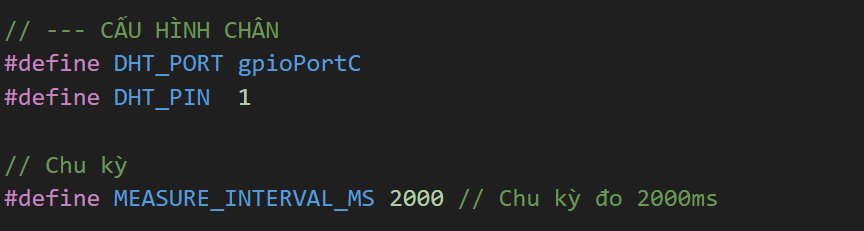 // --- CẤU HÌNH CHÂN
#define DHT_PORT gpioPortC
#define DHT_PIN  1
// Chu kỳ
#define MEASURE_INTERVAL_MS 2000 // Chu kỳ đo 2000ms